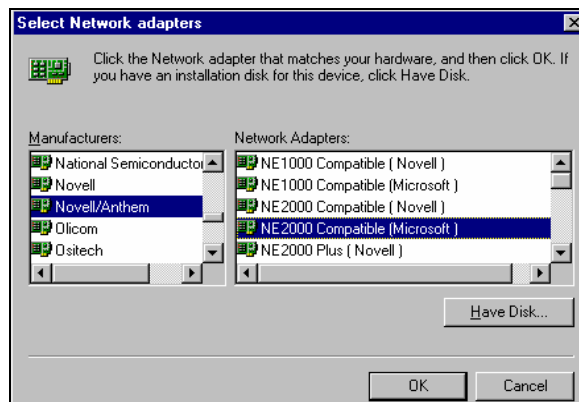 Select Network adapters
Click the Network adapter that matches your hardware, and then click OK. If
you have an installation disk for this device, click Have Disk.
Manufacturers:
National Semiconductor
Novell
Novell/Anthem
Olicom
Ositech
Network Adapters:
NE1000 Compatible ( Novell )
NE1000 Compatible (Microsoft )
NE2000 Compatible ( Novell )
NE2000 Compatible (Microsoft )
NE2000 Plus ( Novell )
Have Disk...
OK
Cancel